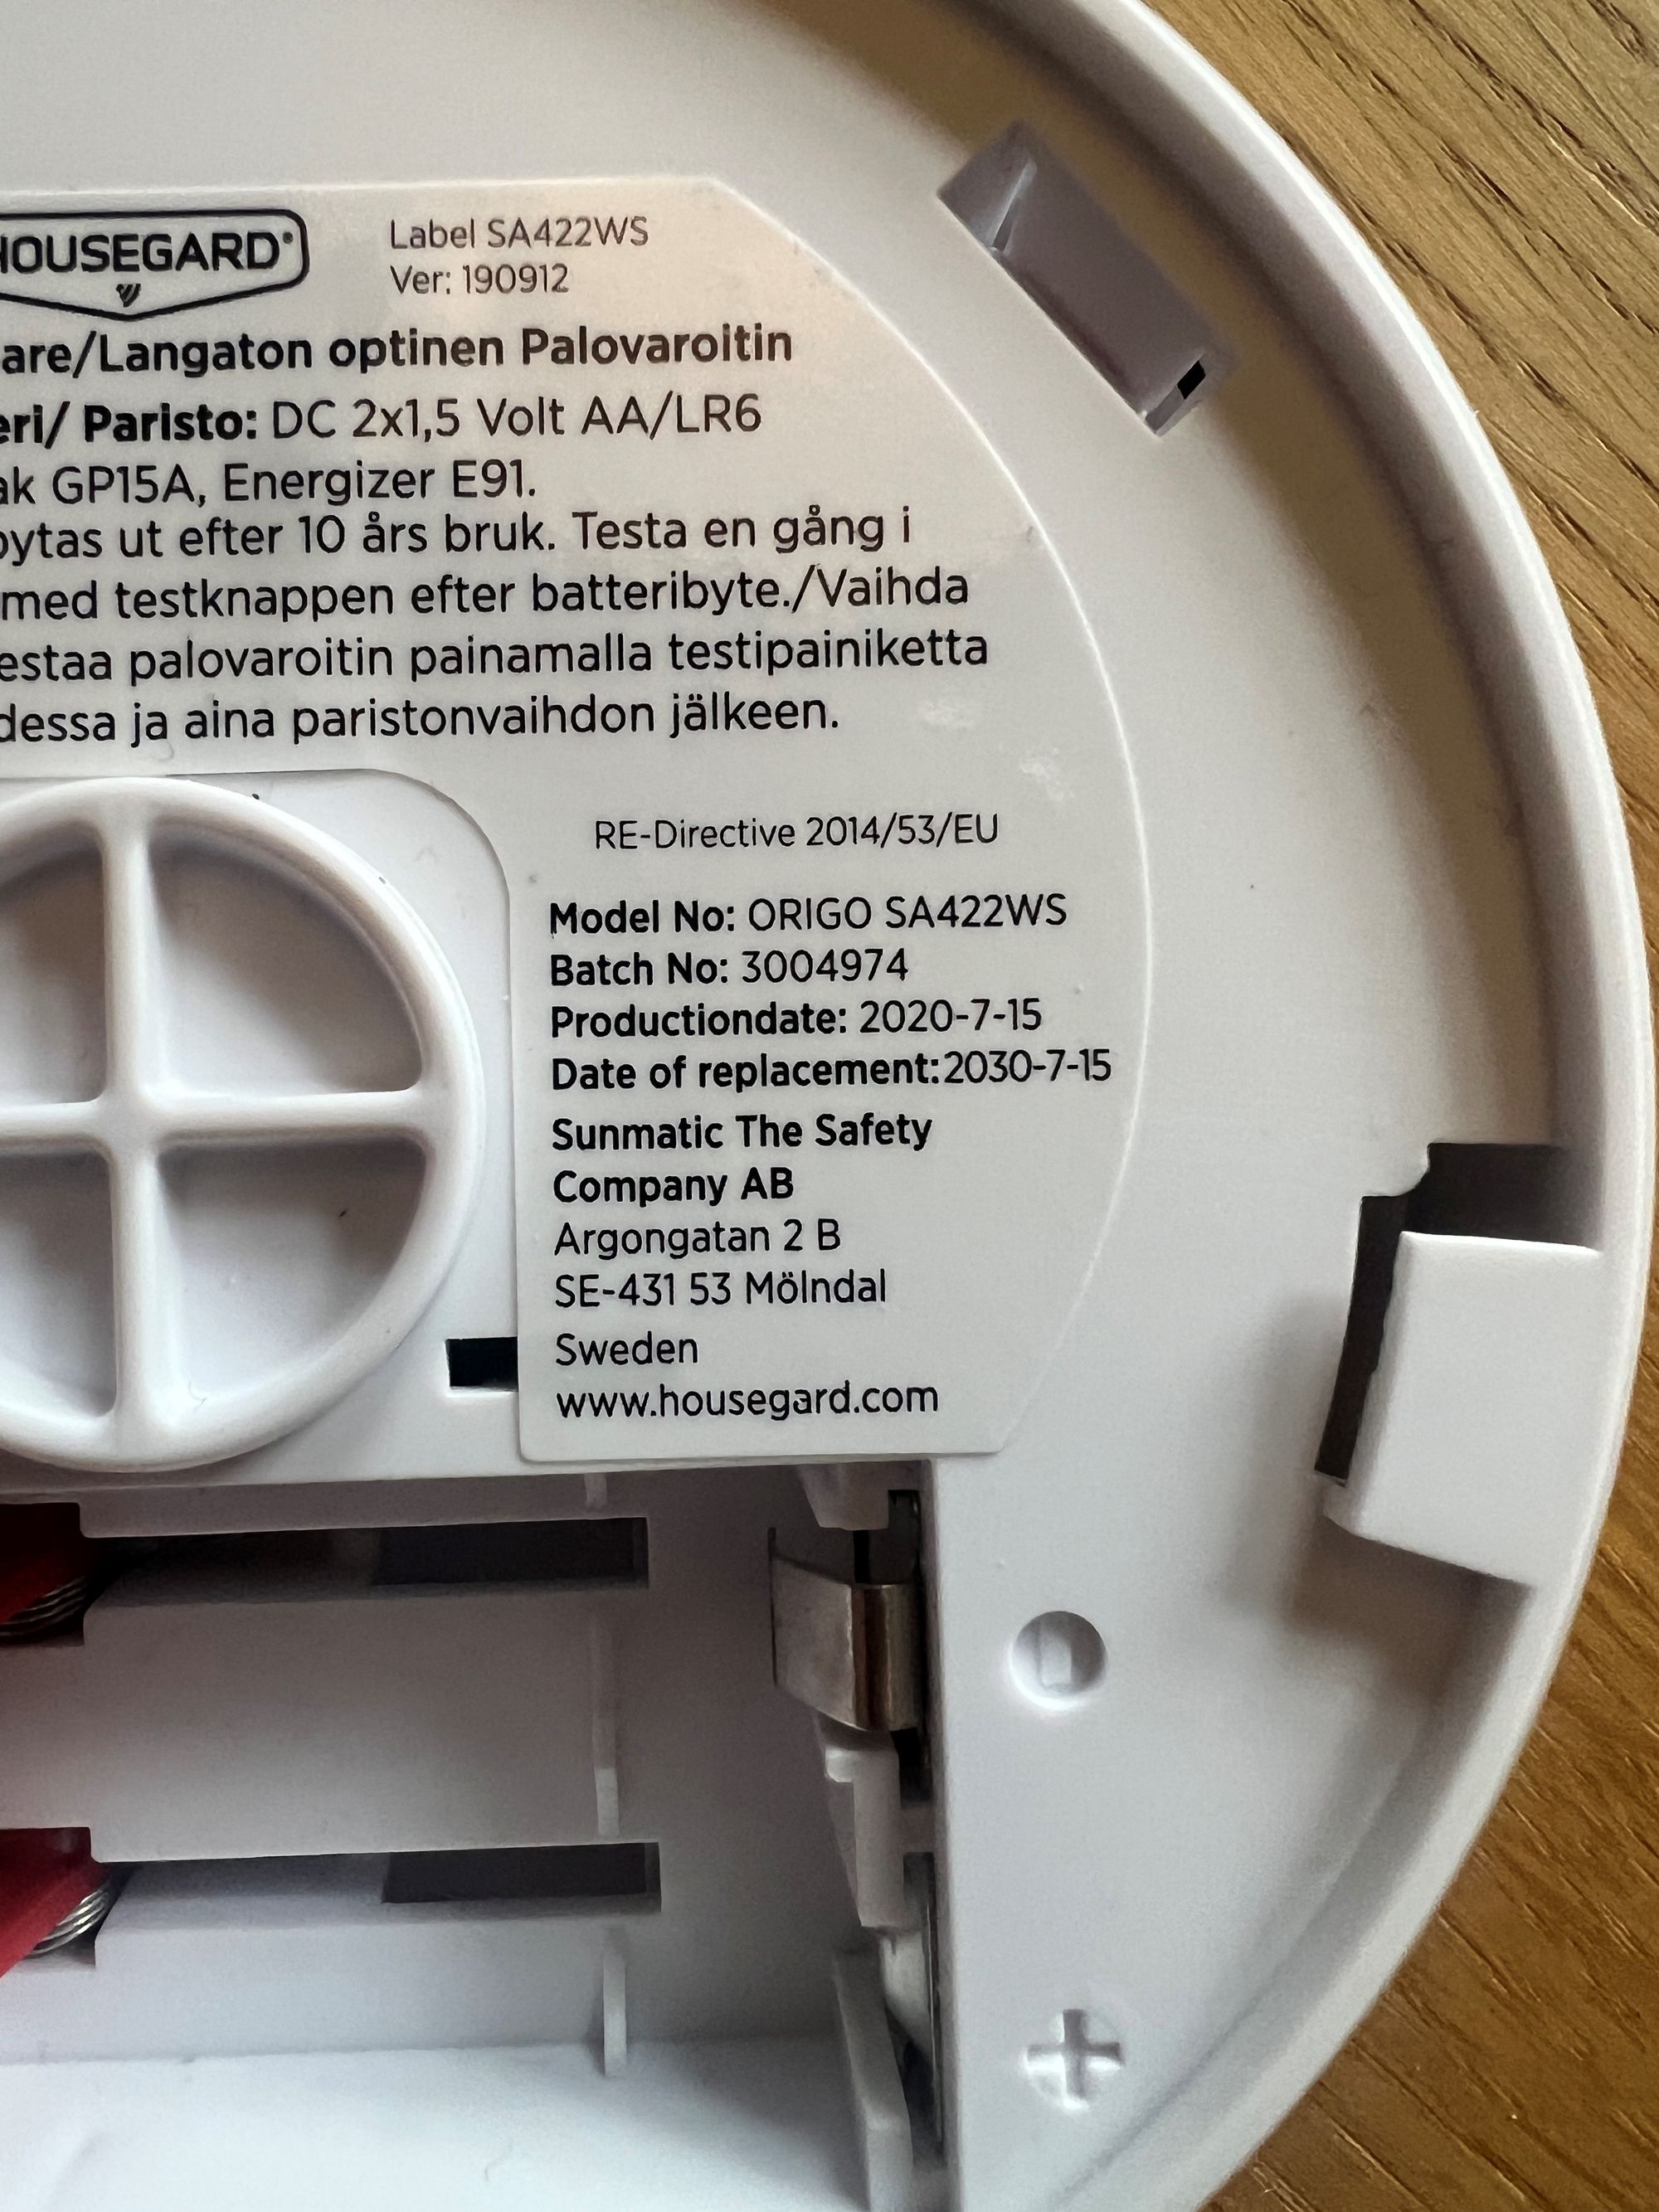 HOUSEGARD®
Label SA422WS
Ver: 190912
are/Langaton optinen Palovaroitin
eri/ Paristo: DC 2x1,5 Volt AA/LR6
ak GP15A, Energizer E91.
bytas ut efter 10 års bruk. Testa en gång i
med testknappen efter batteribyte./Vaihda
estaa palovaroitin painamalla testipainiketta
dessa ja aina paristonvaihdon jälkeen.
RE-Directive 2014/53/EU
Model No: ORIGO SA422WS
Batch No: 3004974
Productiondate: 2020-7-15
Date of replacement:2030-7-15
Sunmatic The Safety
Company AB
Argongatan 2 B
SE-431 53 Mölndal
Sweden
www.housegard.com
+